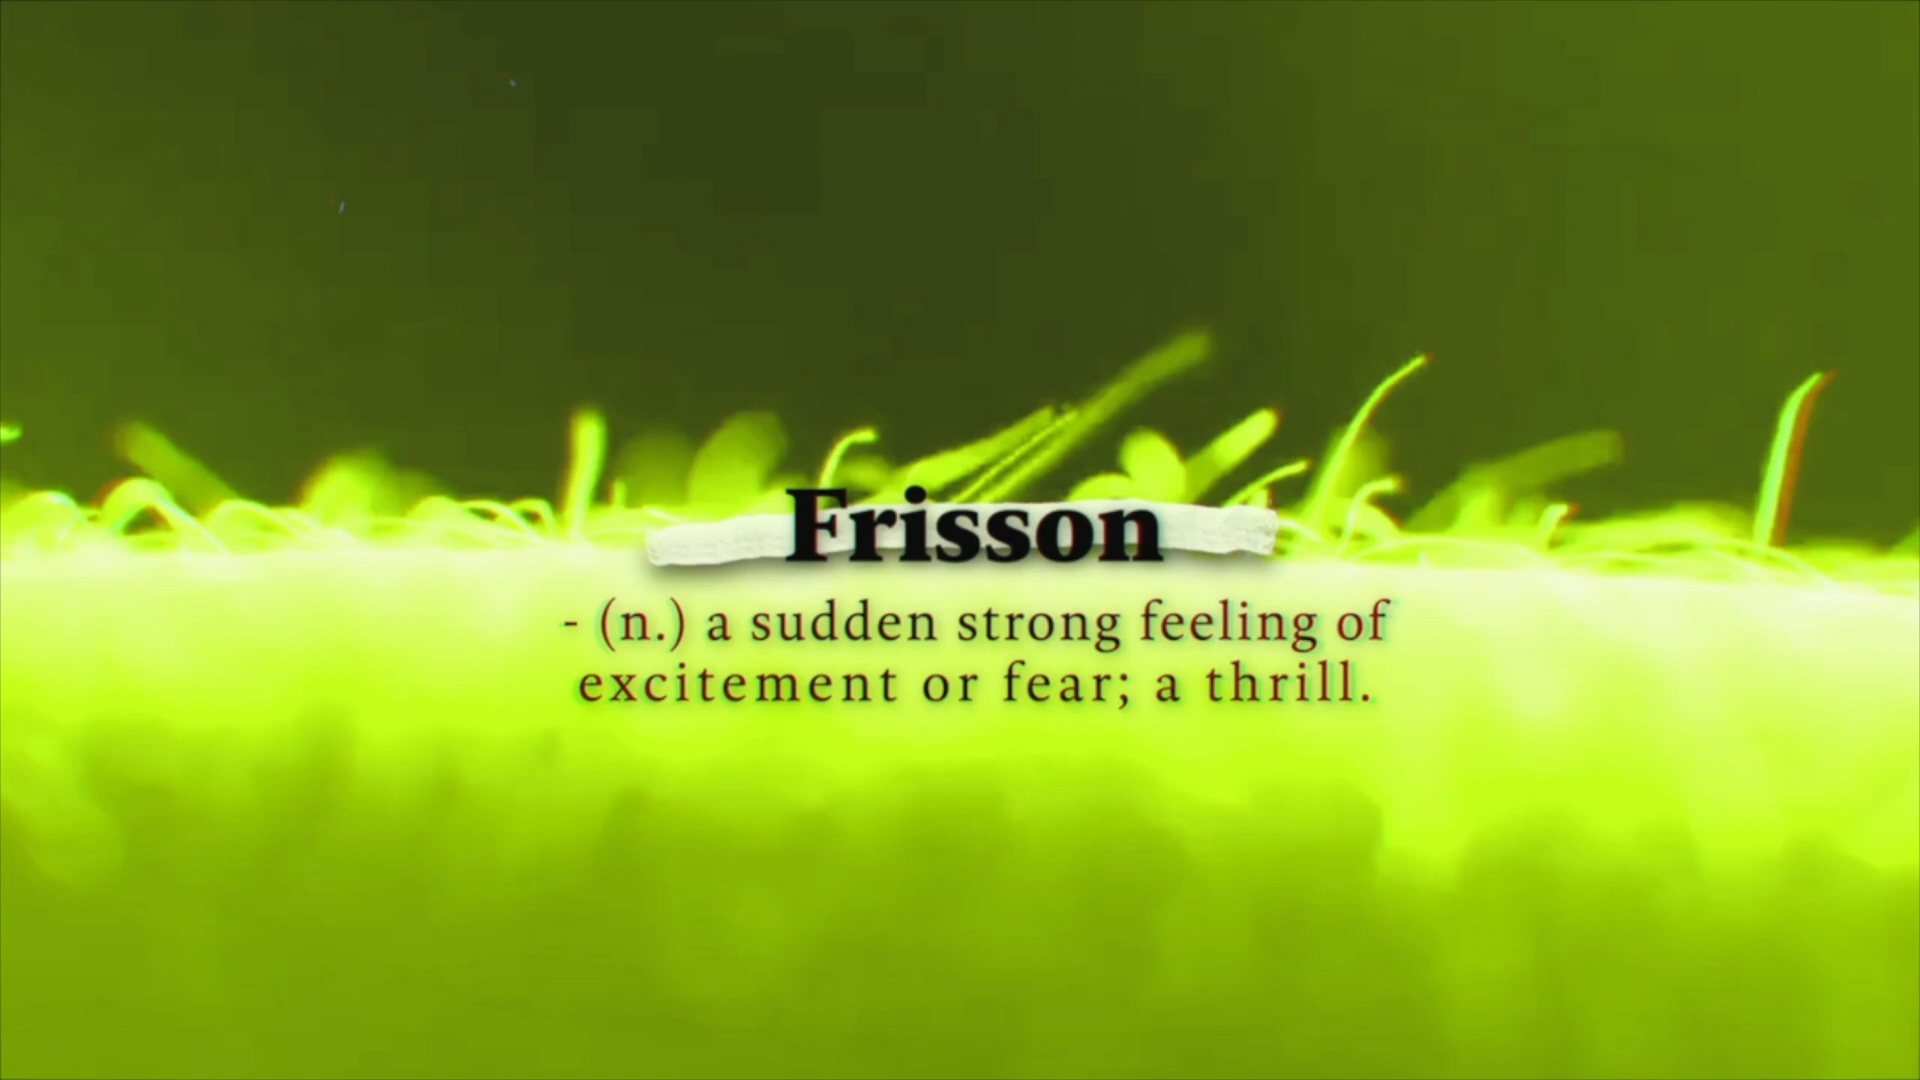 Frisson
- (n.) a sudden strong feeling of
excitement or fear; a thrill.